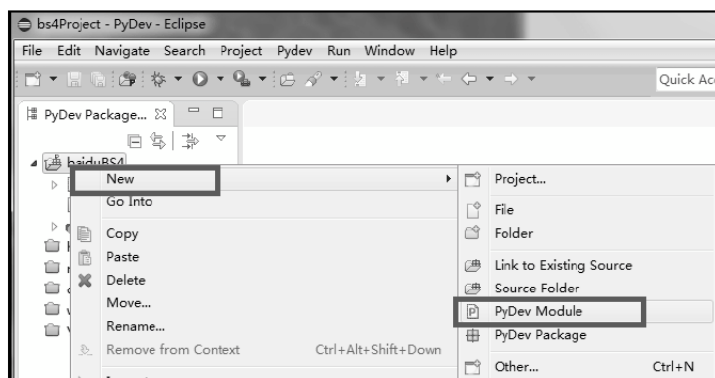 bs4Project - PyDev - Eclipse
File Edit Navigate Search Project Pydev Run Window Help
Quick Ac
PyDev Package...
baiduBS4
New
Project...
Go Into
File
Copy
Folder
Paste
Link to Existing Source
Delete
Source Folder
Move...
PyDev Module
Rename...
PyDev Package
Remove from Context Ctrl+Alt+Shift+Down
Other... Ctrl+N